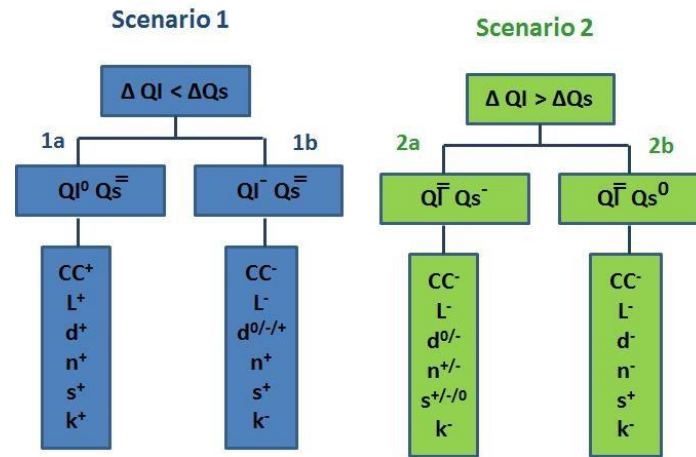 Scenario 1
Δ Ql < ΔQs
1a
1b
Ql⁰ Qs⁼
Ql⁻ Qs⁼
CC⁺
L⁺
d⁺
n⁺
s⁺
k⁺
CC⁻
L⁻
d⁰/⁻/⁺
n⁺
s⁺
k⁻
Scenario 2
Δ Ql > ΔQs
2a
2b
Ql⁼ Qs⁻
Ql⁼ Qs⁰
CC⁻
L⁻
d⁰/⁻
n⁺/⁻
s⁺/⁻/⁰
k⁻
CC⁻
L⁻
d⁻
n⁻
s⁺
k⁻